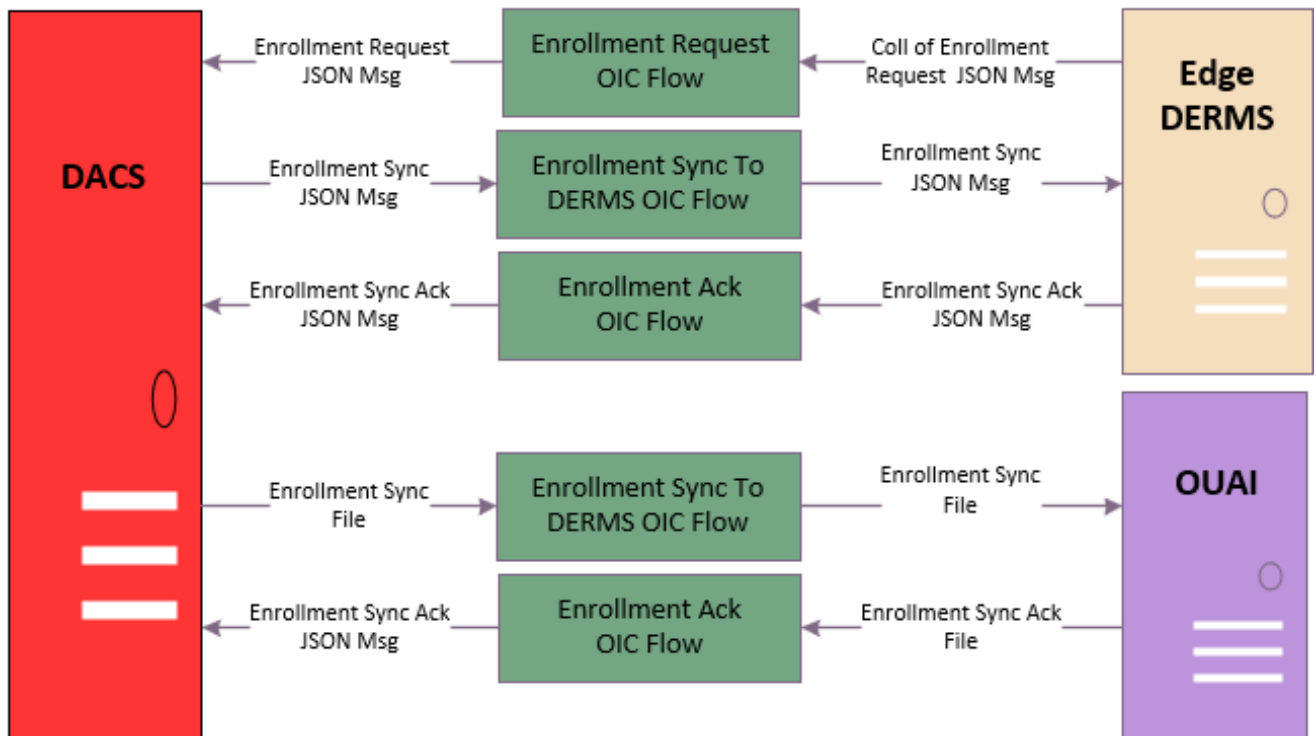 DACS
Enrollment Request
JSON Msg
Enrollment Request
OIC Flow
Coll of Enrollment
Request JSON Msg
Edge
DERMS
Enrollment Sync
JSON Msg
Enrollment Sync To
DERMS OIC Flow
Enrollment Sync
JSON Msg
Enrollment Sync Ack
JSON Msg
Enrollment Ack
OIC Flow
Enrollment Sync Ack
JSON Msg
Enrollment Sync
File
Enrollment Sync To
DERMS OIC Flow
Enrollment Sync
File
OUAI
Enrollment Sync Ack
JSON Msg
Enrollment Ack
OIC Flow
Enrollment Sync Ack
File